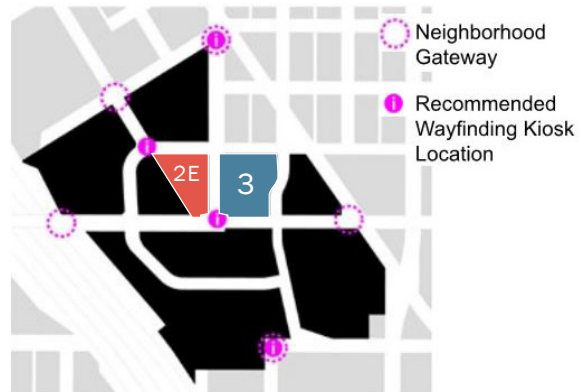 Neighborhood
Gateway
i
i
Recommended
Wayfinding Kiosk
Location
i
2E
3
i
i